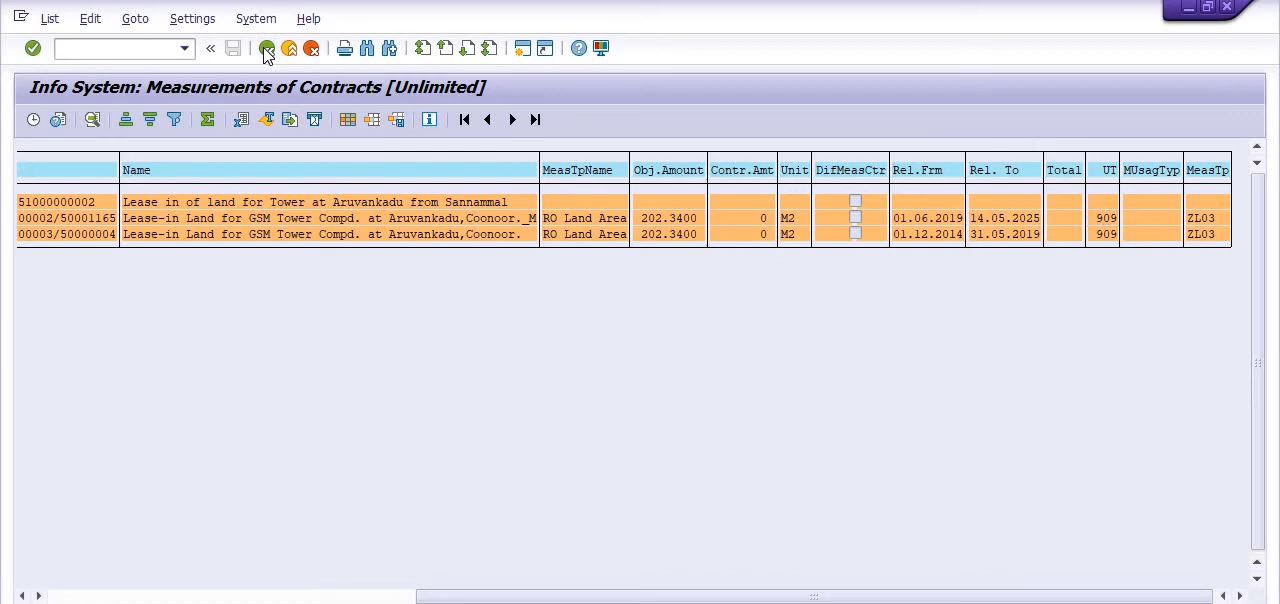 List Edit Goto Settings System Help
Info System: Measurements of Contracts [Unlimited]
Name MeasTpName Obj.Amount Contr.Amt Unit DifMeasCtr Rel.Frm Rel. To Total UT MUsagTyp MeasTp
51000000002 Lease in of land for Tower at Aruvankadu from Sannammal
00002/50001165 Lease-in Land for GSM Tower Compd. at Aruvankadu,Coonoor._M RO Land Area 202.3400 0 M2 01.06.2019 14.05.2025 909 ZL03
00003/50000004 Lease-in Land for GSM Tower Compd. at Aruvankadu,Coonoor. RO Land Area 202.3400 0 M2 01.12.2014 31.05.2019 909 ZL03